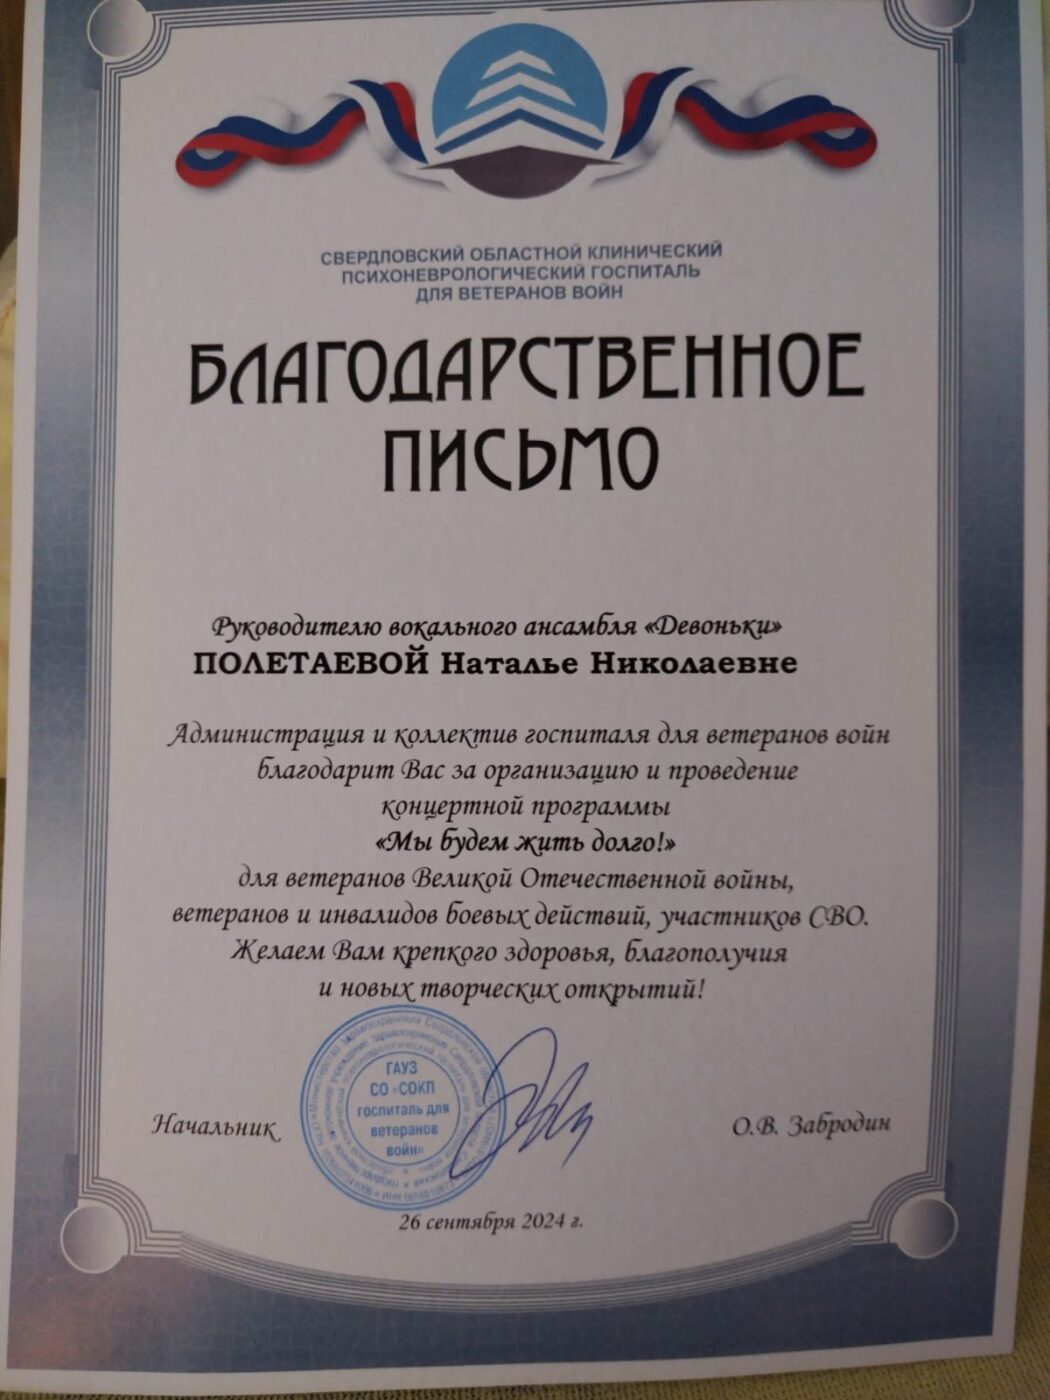 СВЕРДЛОВСКИЙ ОБЛАСТНОЙ КЛИНИЧЕСКИЙ
ПСИХОНЕВРОЛОГИЧЕСКИЙ ГОСПИТАЛЬ
ДЛЯ ВЕТЕРАНОВ ВОЙН
БЛАГОДАРСТВЕННОЕ
ПИСЬМО
Руководителю вокального ансамбля «Девоньки»
ПОЛЕТАЕВОЙ Наталье Николаевне
Администрация и коллектив госпиталя для ветеранов войн
благодарит Вас за организацию и проведение
концертной программы
«Мы будем жить долго!»
для ветеранов Великой Отечественной войны,
ветеранов и инвалидов боевых действий, участников СВО.
Желаем Вам крепкого здоровья, благополучия
и новых творческих открытий!
ГАУЗ
СО «СОКП
госпиталь для
ветеранов
войн»
Начальник
О.В. Забродин
26 сентября 2024 г.